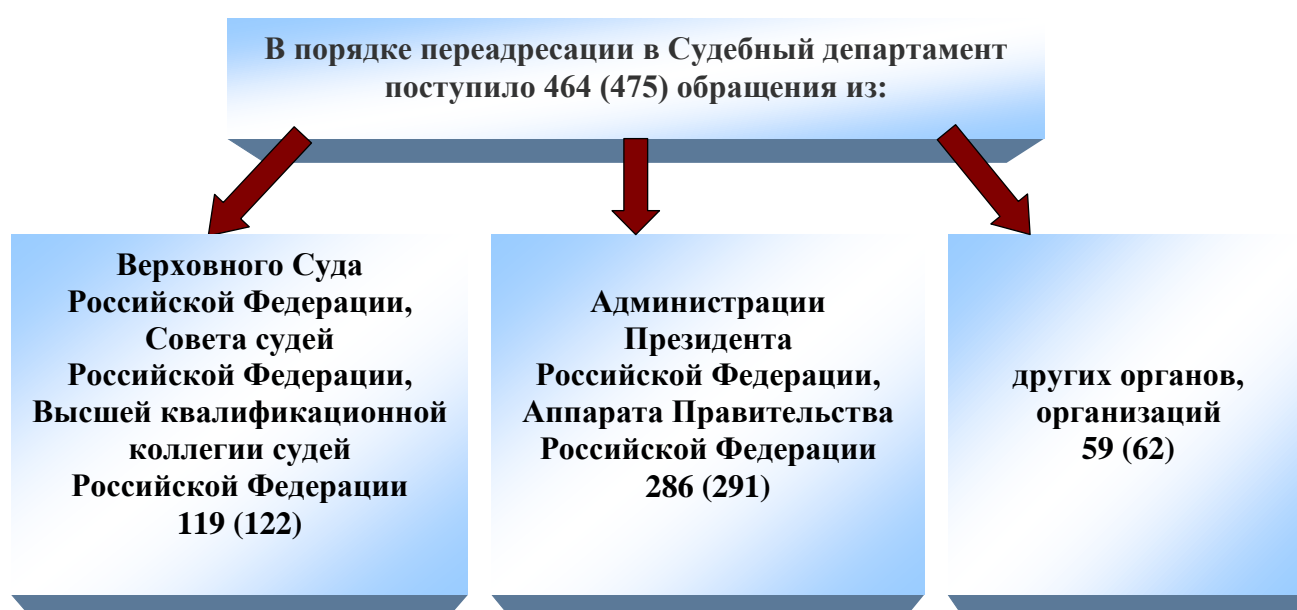 В порядке переадресации в Судебный департамент
поступило 464 (475) обращения из:
Верховного Суда
Российской Федерации,
Совета судей
Российской Федерации,
Высшей квалификационной
коллегии судей
Российской Федерации
119 (122)
Администрации
Президента
Российской Федерации,
Аппарата Правительства
Российской Федерации
286 (291)
других органов,
организаций
59 (62)